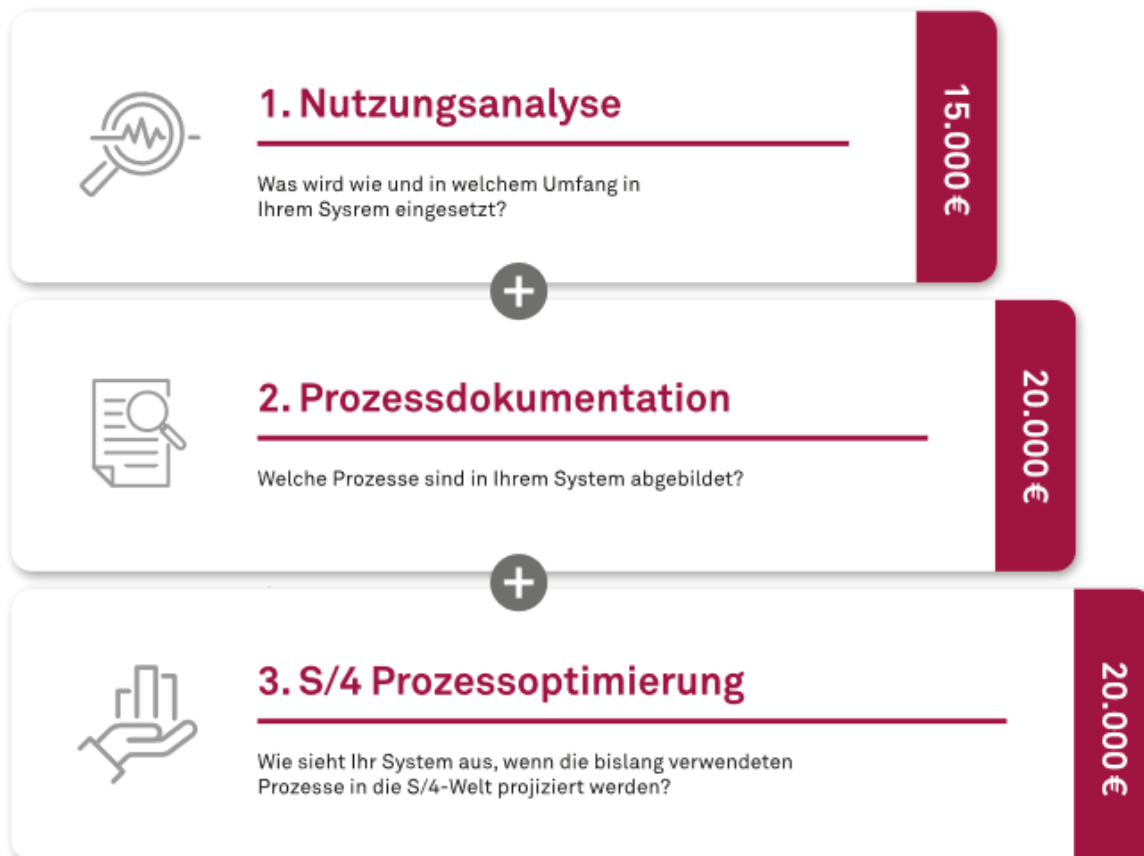 1. Nutzungsanalyse
15.000 €
Was wird wie und in welchem Umfang in
Ihrem Sysrem eingesetzt?
2. Prozessdokumentation
20.000 €
Welche Prozesse sind in Ihrem System abgebildet?
3. S/4 Prozessoptimierung
20.000 €
Wie sieht Ihr System aus, wenn die bislang verwendeten
Prozesse in die S/4-Welt projiziert werden?